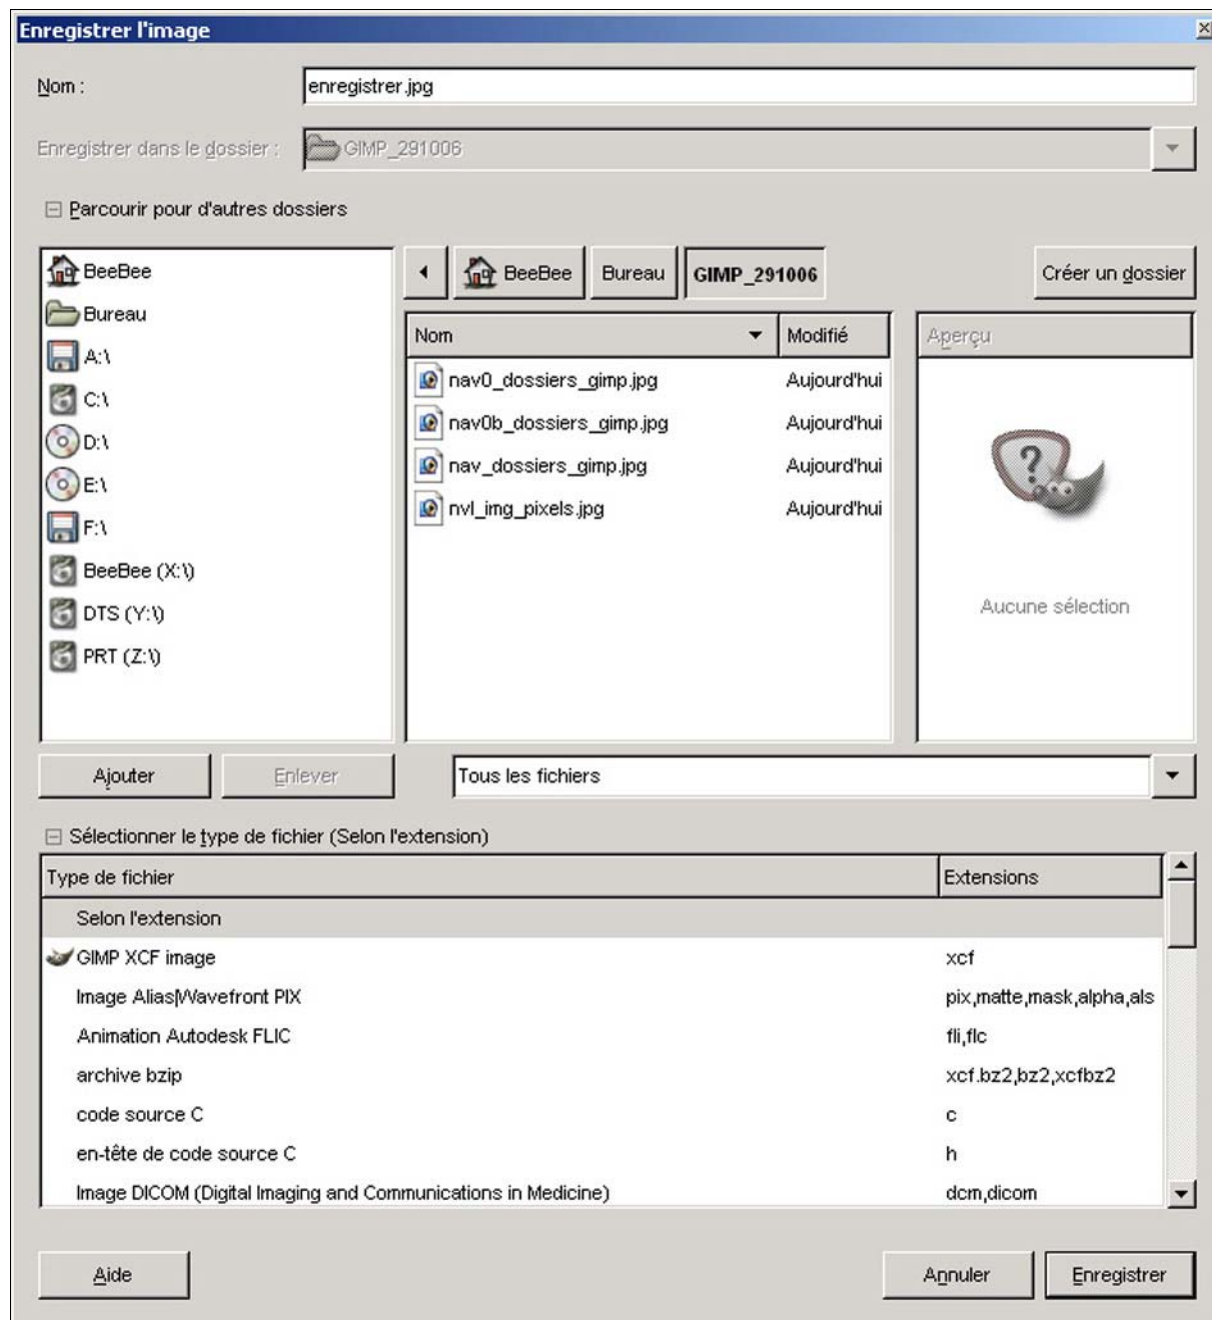 Enregistrer l'image
Nom : enregistrer.jpg
Enregistrer dans le dossier : GIMP_291006
Parcourir pour d'autres dossiers
BeeBee
Bureau
A:\
C:\
D:\
E:\
F:\
BeeBee (X:\)
DTS (Y:\)
PRT (Z:\)
BeeBee Bureau GIMP_291006 Créer un dossier
Nom Modifié
nav0_dossiers_gimp.jpg Aujourd'hui
nav0b_dossiers_gimp.jpg Aujourd'hui
nav_dossiers_gimp.jpg Aujourd'hui
nvl_img_pixels.jpg Aujourd'hui
Aperçu
?
Aucune sélection
Ajouter Enlever Tous les fichiers
Sélectionner le type de fichier (Selon l'extension)
Type de fichier Extensions
Selon l'extension
GIMP XCF image xcf
Image Alias|Wavefront PIX pix,matte,mask,alpha,als
Animation Autodesk FLIC fli,flc
archive bzip xcf.bz2,bz2,xcfbz2
code source C c
en-tête de code source C h
Image DICOM (Digital Imaging and Communications in Medicine) dcm,dicom
Aide Annuler Enregistrer